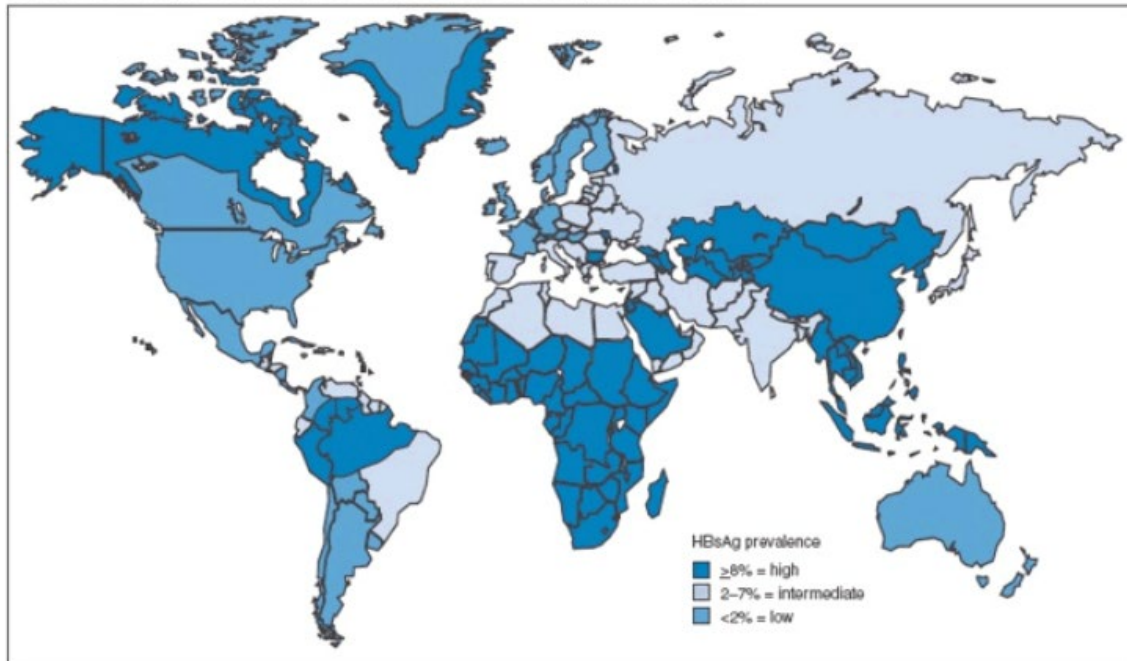 HBsAg prevalence
≥8% = high
2–7% = intermediate
<2% = low